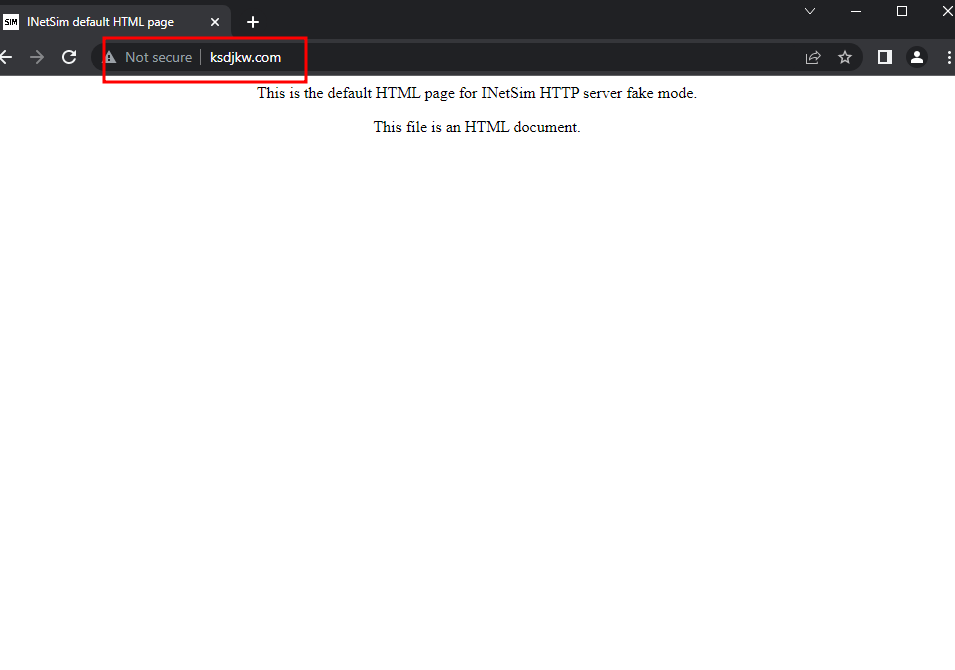 SIM INetSim default HTML page
Not secure ksdjkw.com
This is the default HTML page for INetSim HTTP server fake mode.
This file is an HTML document.